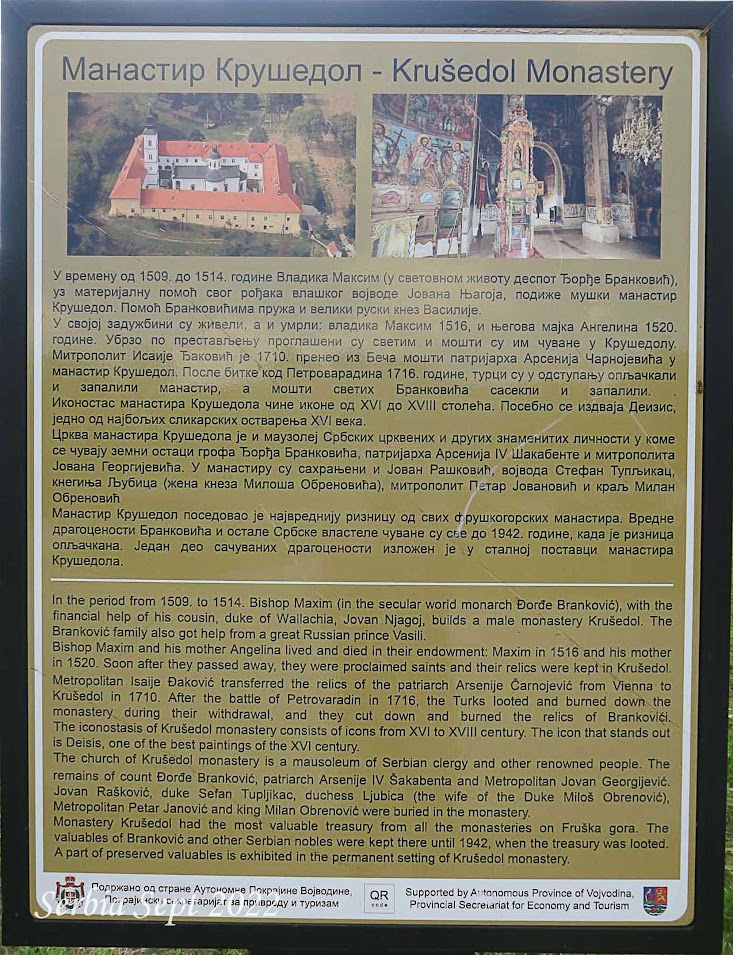 Манастир Крушедол - Krušedol Monastery
У времену од 1509. до 1514. године Владика Максим (у световном животу деспот Ђорђе Бранковић),
уз материјалну помоћ свог рођака влашког војводе Јована Његоја, подиже мушки манастир
Крушедол. Помоћ Бранковићима пружа и велики руски кнез Василије.
У својој задужбини су живели, а и умрли: владика Максим 1516, и његова мајка Ангелина 1520.
године. Убрзо по престављењу проглашени су светим и мошти су им чуване у Крушедолу.
Митрополит Исаије Ђаковић је 1710. пренео из Беча мошти патријарха Арсенија Чарнојевића у
манастир Крушедол. После битке код Петроварадина 1716. године, турци су у одступању опљачкали
и запалили манастир, а мошти светих Бранковића сасекли и запалили. .
Иконостас манастира Крушедола чине иконе од XVI до XVIII столећа. Посебно се издваја Деизис,
једно од најбољих сликарских остварења XVI века.
Црква манастира Крушедола је и маузолеј Србских црквених и других знаменитих личности у коме
се чувају земни остаци грофа Ђорђа Бранковића, патријарха Арсенија IV Шакабенте и митрополита
Јована Георгијевића. У манастиру су сахрањени и Јован Рашковић, војвода Стефан Тупљикац,
кнегиња Љубица (жена кнеза Милоша Обреновића), митрополит Петар Јовановић и краљ Милан
Обреновић
Манастир Крушедол поседовао је највреднију ризницу од свих фрушкогорских манастира. Вредне
драгоцености Бранковића и остале Србске властеле чуване су све до 1942. године, када је ризница
опљачкана. Један део сачуваних драгоцености изложен је у сталној поставци манастира
Крушедола.
In the period from 1509. to 1514. Bishop Maxim (in the secular world monarch Đorđe Branković), with the
financial help of his cousin, duke of Wallachia, Jovan Njagoj, builds a male monastery Krušedol. The
Branković family also got help from a great Russian prince Vasili.
Bishop Maxim and his mother Angelina lived and died in their endowment: Maxim in 1516 and his mother
in 1520. Soon after they passed away, they were proclaimed saints and their relics were kept in Krušedol.
Metropolitan Isaije Đaković transferred the relics of the patriarch Arsenije Čarnojević from Vienna to
Krušedol in 1710. After the battle of Petrovaradin in 1716, the Turks looted and burned down the
monastery during their withdrawal, and they cut down and burned the relics of Brankovići.
The iconostasis of Krušedol monastery consists of icons from XVI to XVIII century. The icon that stands out
is Deisis, one of the best paintings of the XVI century.
The church of Krušedol monastery is a mausoleum of Serbian clergy and other renowned people. The
remains of count Đorđe Branković, patriarch Arsenije IV Šakabenta and Metropolitan Jovan Georgijević.
Jovan Rašković, duke Sefan Tupljikac, duchess Ljubica (the wife of the Duke Miloš Obrenović),
Metropolitan Petar Janović and king Milan Obrenović were buried in the monastery.
Monastery Krušedol had the most valuable treasury from all the monasteries on Fruška gora. The
valuables of Branković and other Serbian nobles were kept there until 1942, when the treasury was looted.
A part of preserved valuables is exhibited in the permanent setting of Krušedol monastery.
Подржано од стране Аутономне Покрајине Војводине,
Покрајински секретаријат за привреду и туризам
QR
code
Supported by Autonomous Province of Vojvodina,
Provincial Secretariat for Economy and Tourism
Serbia Sept 2022